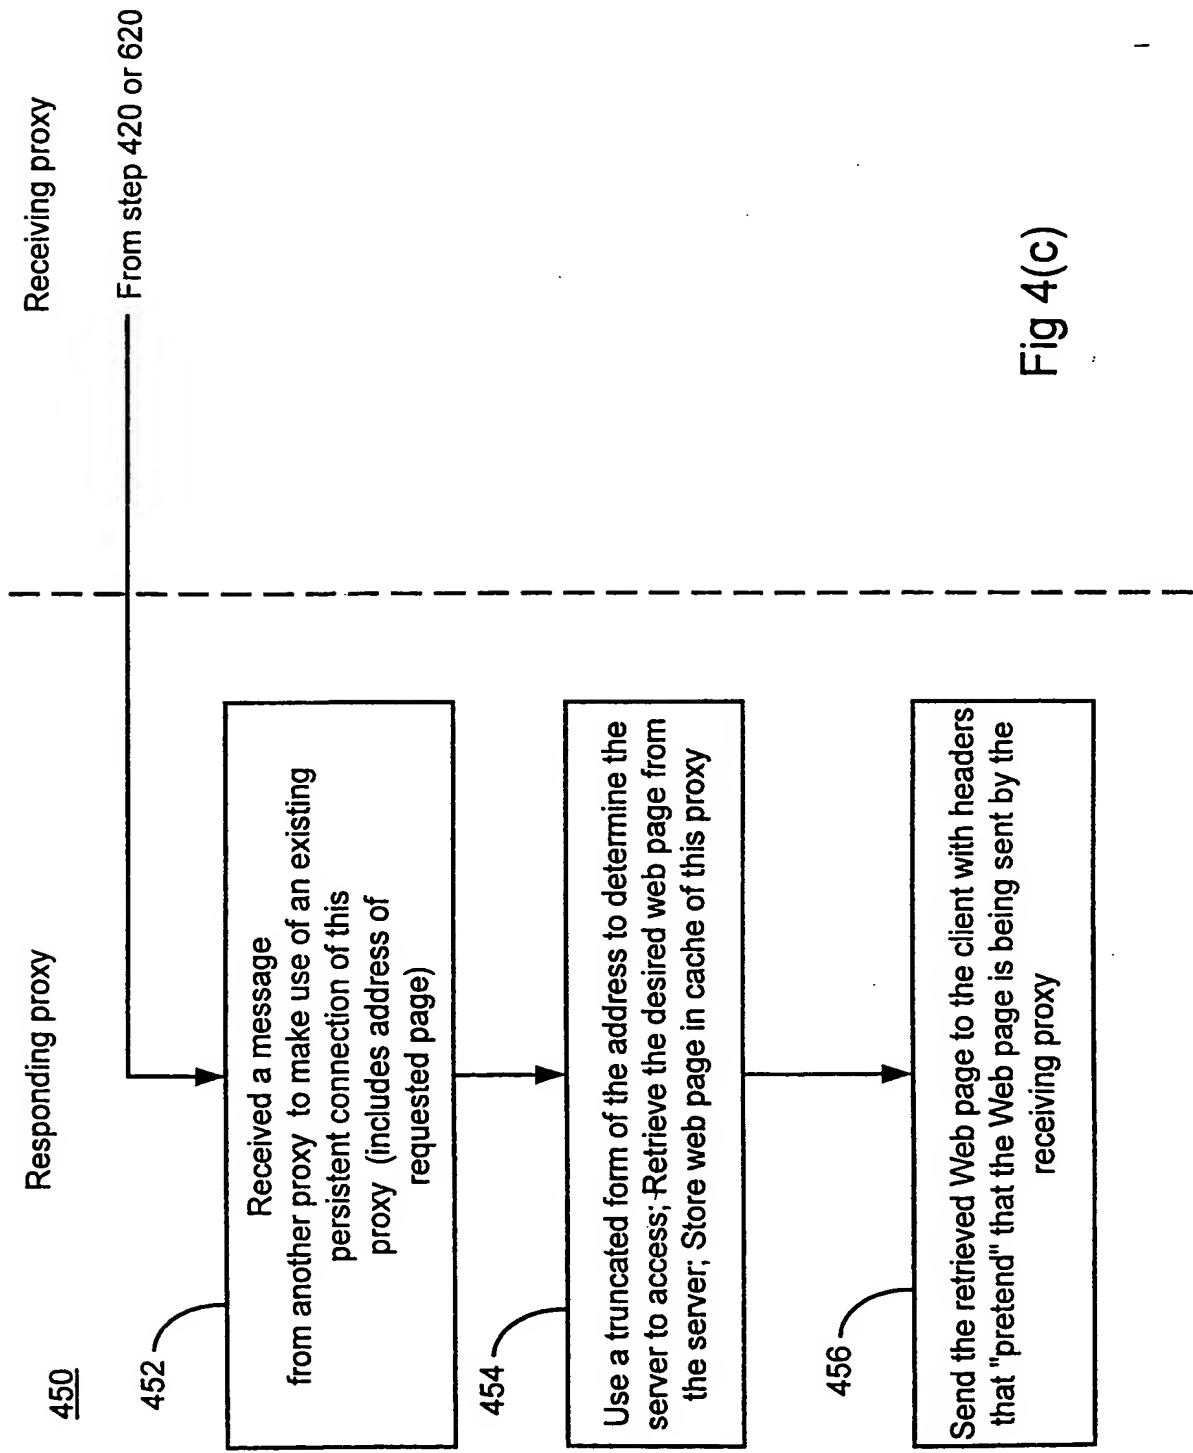 450
Responding proxy
Receiving proxy
From step 420 or 620
452
Received a message
from another proxy to make use of an existing
persistent connection of this
proxy (includes address of
requested page)
454
Use a truncated form of the address to determine the
server to access; Retrieve the desired web page from
the server; Store web page in cache of this proxy
456
Send the retrieved Web page to the client with headers
that "pretend" that the Web page is being sent by the
receiving proxy
Fig 4(c)